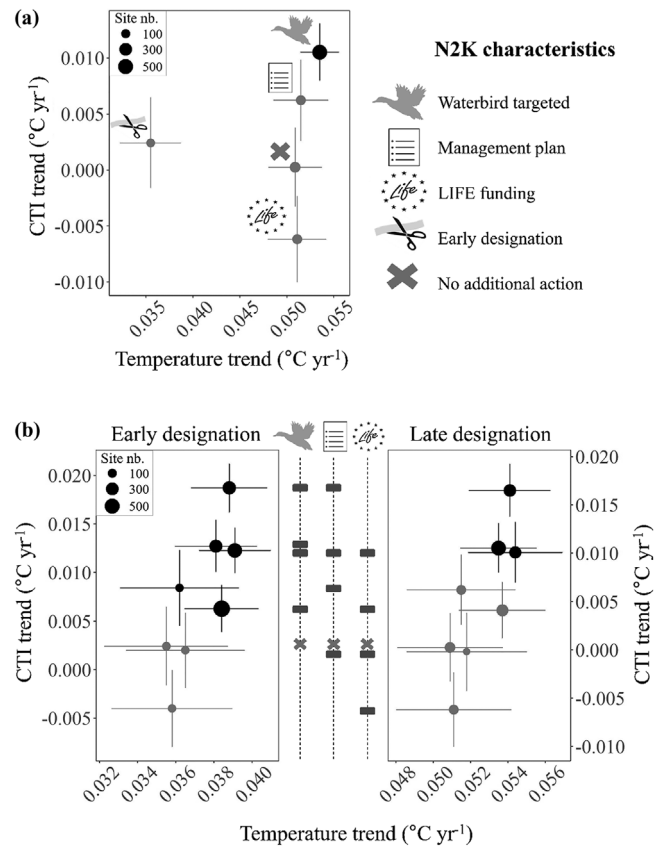 (a)
Site nb.
100
300
500
0.010
0.005
0.000
-0.005
-0.010
CTI trend (°C yr-1)
Life
0.035
0.040
0.045
0.050
0.055
Temperature trend (°C yr-1)
N2K characteristics
Waterbird targeted
Management plan
Life
LIFE funding
Early designation
No additional action
(b)
Early designation
Life
Late designation
Site nb.
100
300
500
0.020
0.015
0.010
0.005
0.000
-0.005
CTI trend (°C yr-1)
0.032
0.034
0.036
0.038
0.040
0.020
0.015
0.010
0.005
0.000
-0.005
-0.010
CTI trend (°C yr-1)
0.048
0.050
0.052
0.054
0.056
Temperature trend (°C yr-1)